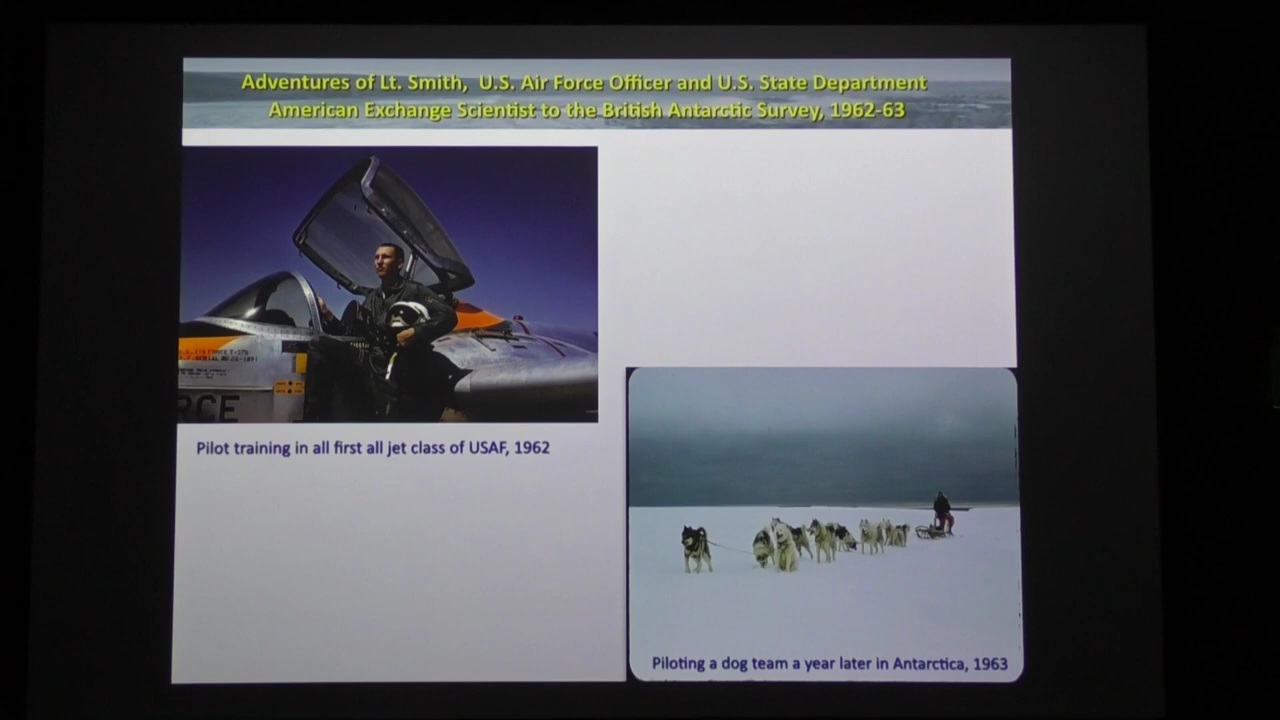 Adventures of Lt. Smith, U.S. Air Force Officer and U.S. State Department
American Exchange Scientist to the British Antarctic Survey, 1962-63
RCE
Pilot training in all first all jet class of USAF, 1962
Piloting a dog team a year later in Antarctica, 1963